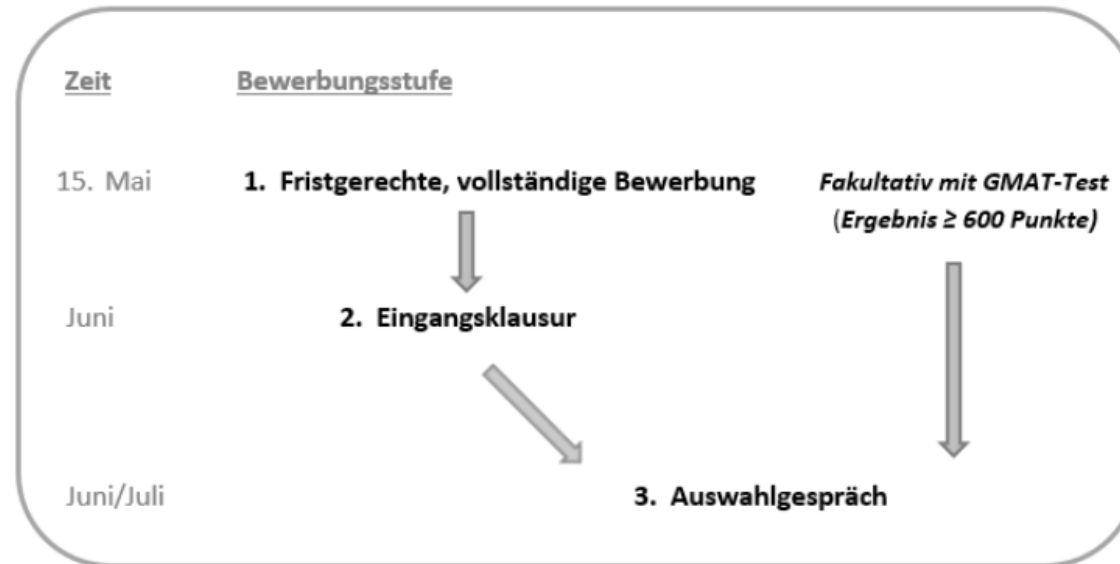 Zeit Bewerbungsstufe
15. Mai 1. Fristgerechte, vollständige Bewerbung Fakultativ mit GMAT-Test
(Ergebnis ≥ 600 Punkte)
Juni 2. Eingangsklausur
Juni/Juli 3. Auswahlgespräch